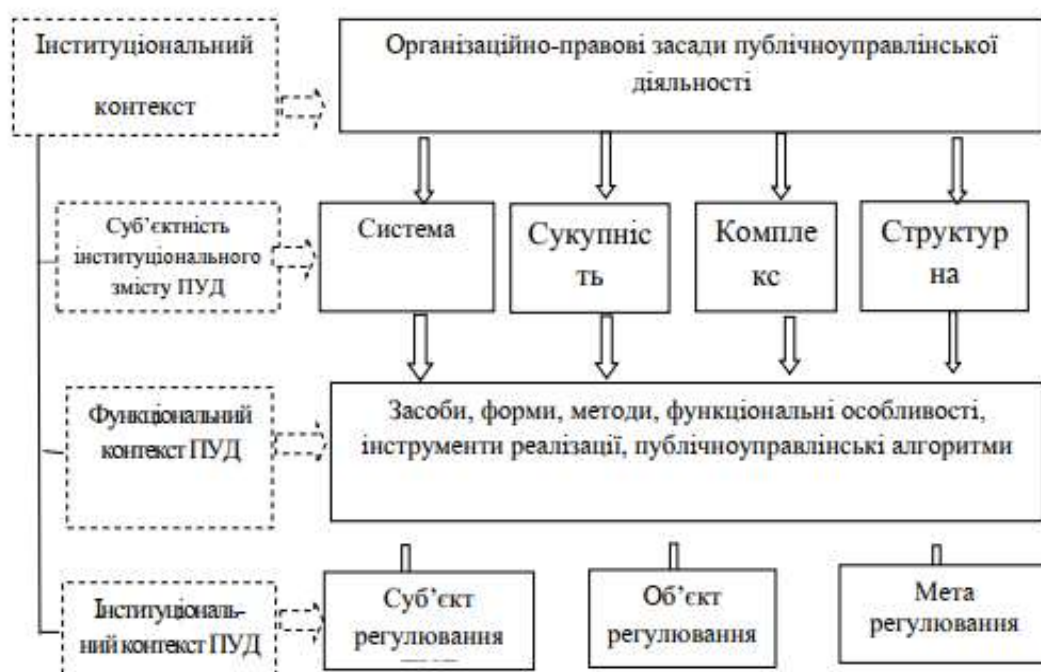 Інституціональний
контекст
Організаційно-правові засади публічноуправлінської
діяльності
Суб’єктність
інституціонального
змісту ПУД
Система
Сукупніс
ть
Компле
кс
Структур
на
Функціональний
контекст ПУД
Засоби, форми, методи, функціональні особливості,
інструменти реалізації, публічноуправлінські алгоритми
Інституціональ-
ний контекст ПУД
Суб’єкт
регулювання
Об’єкт
регулювання
Мета
регулювання